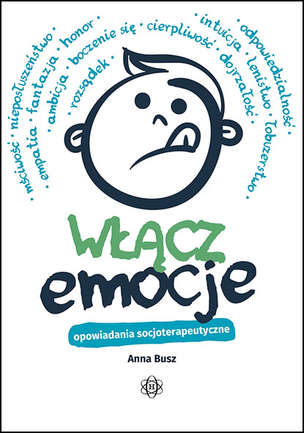 mściwość • nieposłuszeństwo •
empatia • fantazja • honor •
• ambicja • boczenie się • cierpliwość • dojrzałość •
rozsądek •
• intuicja • lenistwo • łobuzerstwo •
• odpowiedzialność •
WŁĄCZ
emocje
opowiadania socjoterapeutyczne
Anna Busz
H